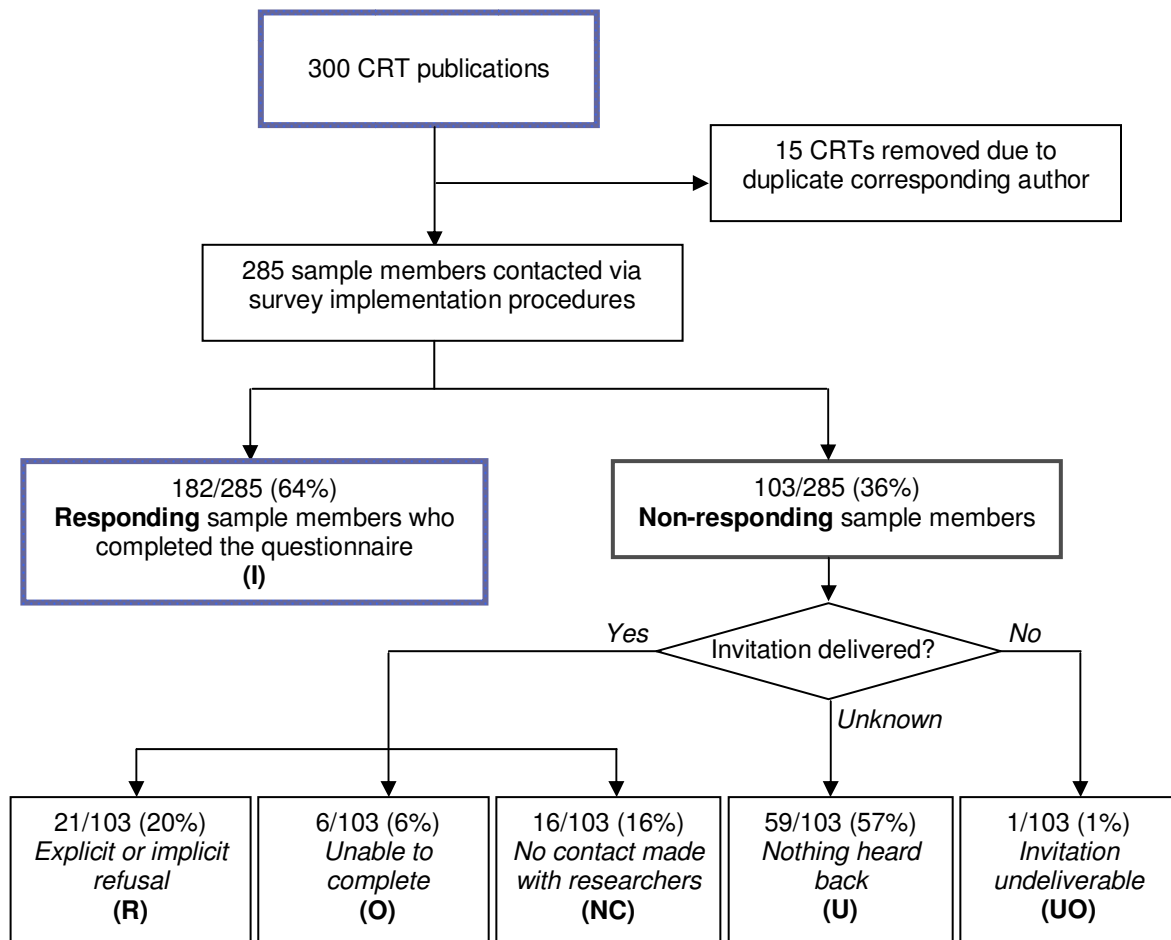 300 CRT publications
15 CRTs removed due to
duplicate corresponding author
285 sample members contacted via
survey implementation procedures
182/285 (64%)
Responding sample members who
completed the questionnaire
(I)
103/285 (36%)
Non-responding sample members
Yes
Invitation delivered?
No
Unknown
21/103 (20%)
Explicit or implicit
refusal
(R)
6/103 (6%)
Unable to
complete
(O)
16/103 (16%)
No contact made
with researchers
(NC)
59/103 (57%)
Nothing heard
back
(U)
1/103 (1%)
Invitation
undeliverable
(UO)